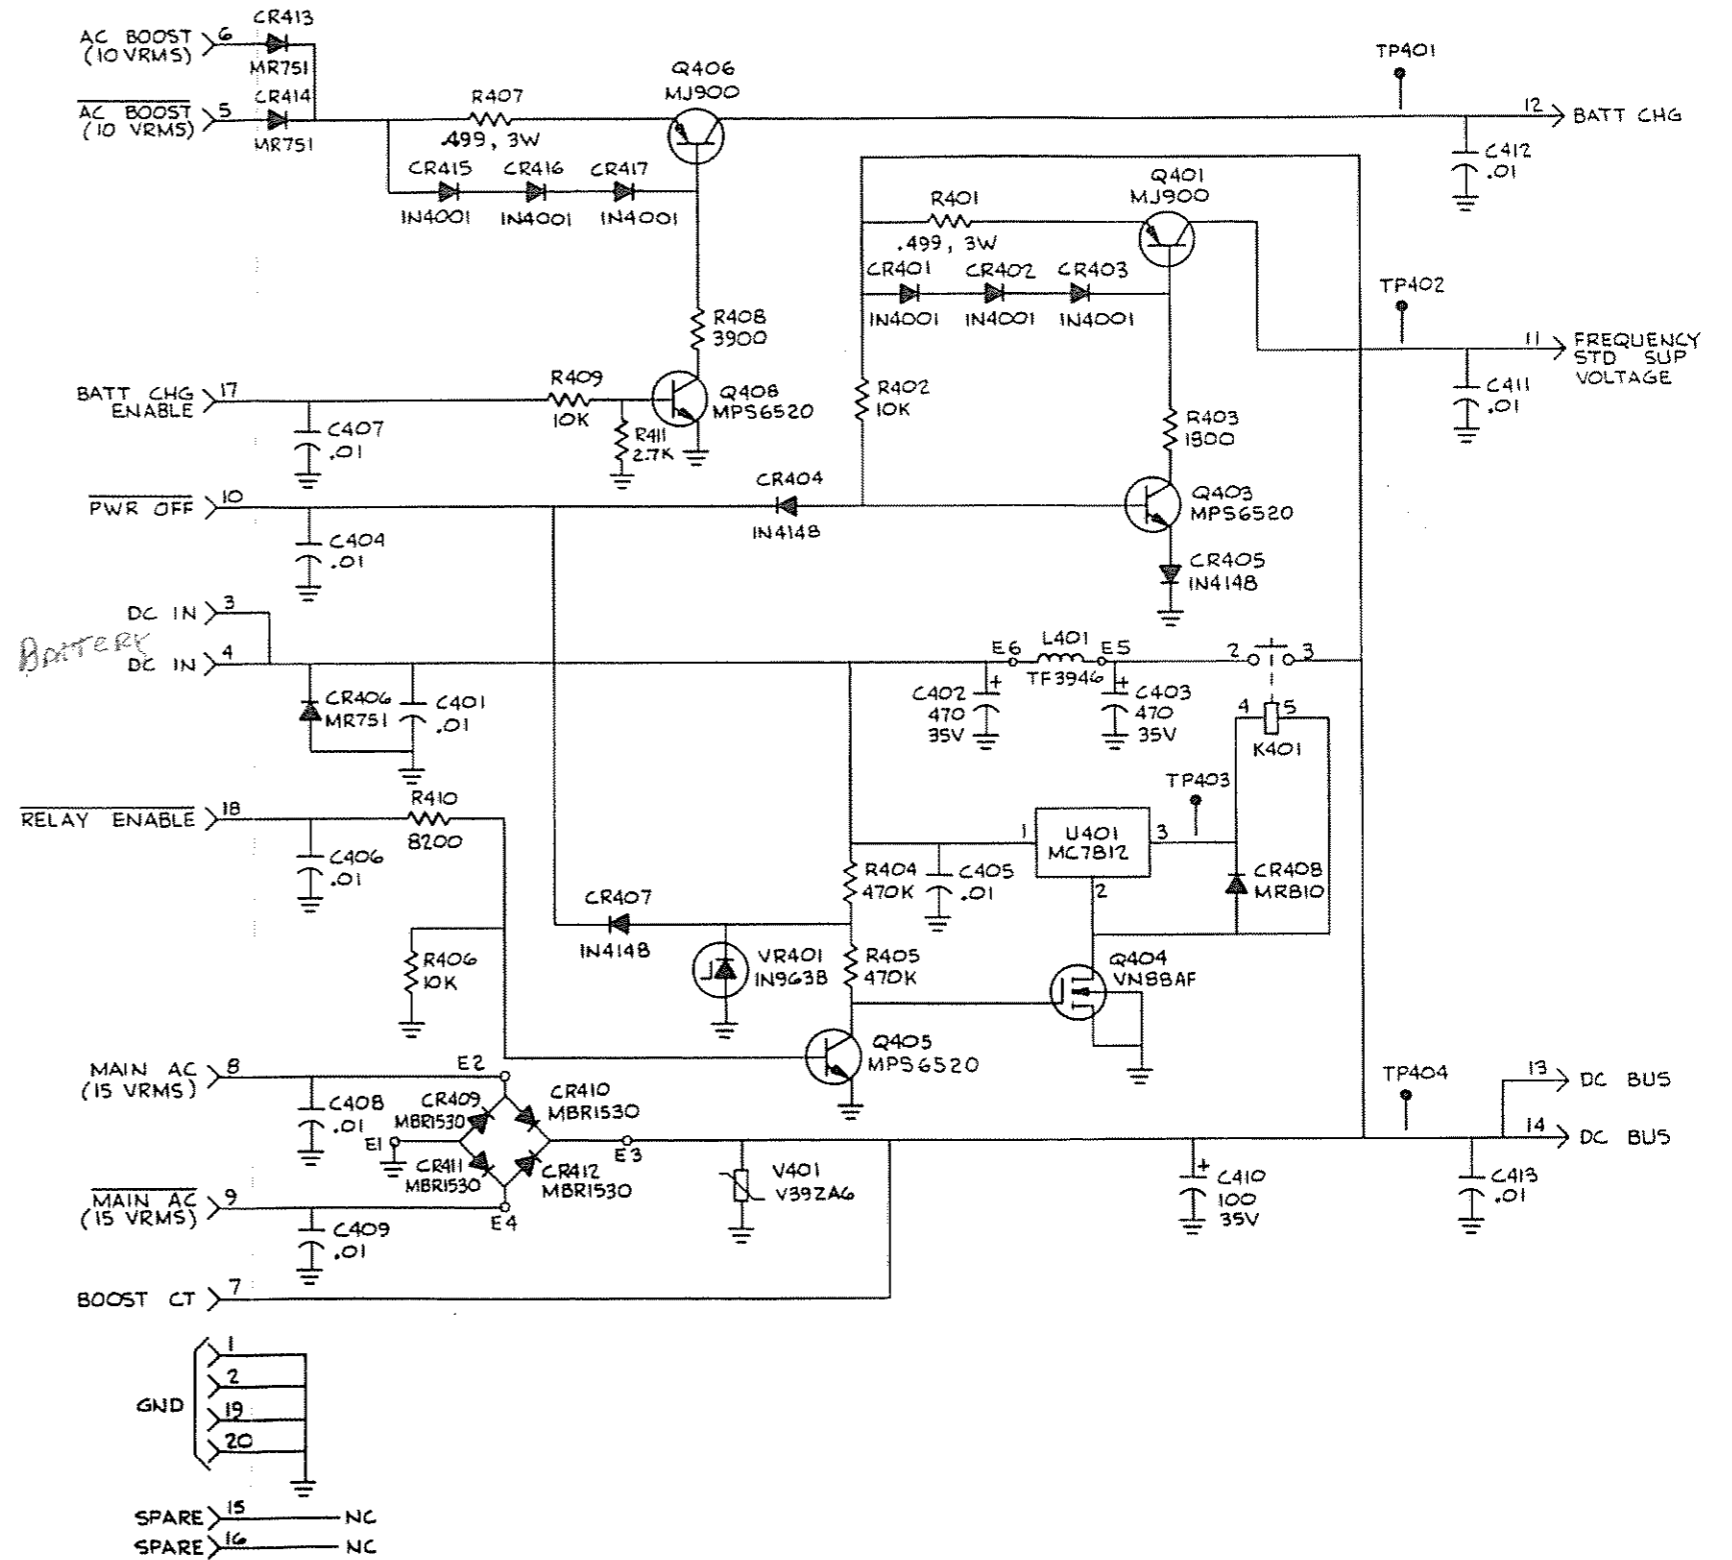 CR413
AC BOOST 6
(10 VRMS)
MR751
CR414
AC BOOST 5
(10 VRMS)
MR751
R407
.499, 3W
Q406
MJ900
CR415 CR416 CR417
1N4001 1N4001 1N4001
TP401
12 BATT CHG
C412
.01
Q401
MJ900
R401
.499, 3W
CR401 CR402 CR403
1N4001 1N4001 1N4001
TP402
11 FREQUENCY
STD SUP
VOLTAGE
C411
.01
R408
3900
BATT CHG 17
ENABLE
C407
.01
R409
10K
R411
2.7K
Q408
MPS6520
R402
10K
R403
1800
PWR OFF 10
C404
.01
CR404
1N4148
Q403
MPS6520
CR405
1N4148
DC IN 3
BATTERY
DC IN 4
CR406
MR751
C401
.01
E6 L401 E5
TF3946
C402
470
35V
C403
470
35V
2 3
4 5
K401
TP403
RELAY ENABLE 18
R410
8200
C406
.01
1 U401 3
MC7812
2
R404
470K
C405
.01
CR408
MR810
CR407
1N4148
R406
10K
VR401
1N963B
R405
470K
Q404
VN88AF
Q405
MPS6520
MAIN AC 8
(15 VRMS)
C408
.01
E2
CR409
MBR1530
CR410
MBR1530
E1
CR411
MBR1530
CR412
MBR1530
E3
E4
MAIN AC 9
(15 VRMS)
C409
.01
V401
V39ZA6
TP404
13 DC BUS
14 DC BUS
C410
100
35V
C413
.01
BOOST CT 7
GND
1
2
19
20
SPARE 15 NC
SPARE 16 NC